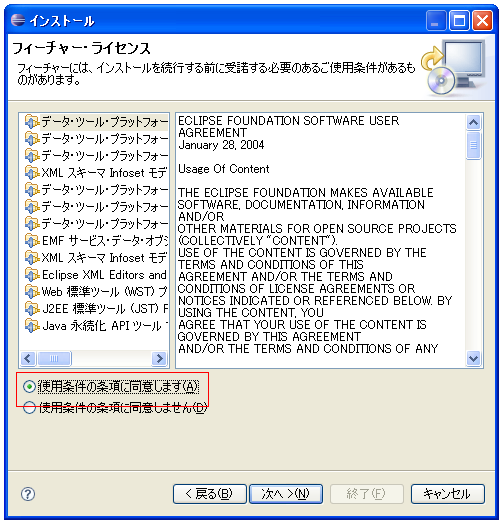 インストール
フィーチャー・ライセンス
フィーチャーには、インストールを続行する前に受諾する必要のあるご使用条件があるも
のがあります。
データ・ツール・プラットフォー
データ・ツール・プラットフォー
データ・ツール・プラットフォー
XML スキーマ Infoset モデ
データ・ツール・プラットフォー
データ・ツール・プラットフォー
データ・ツール・プラットフォー
EMF サービス・データ・オブジ
XML スキーマ Infoset モデ
Eclipse XML Editors and
Web 標準ツール (WST) プ
J2EE 標準ツール (JST) F
Java 永続化 API ツール
ECLIPSE FOUNDATION SOFTWARE USER
AGREEMENT
January 28, 2004
Usage Of Content
THE ECLIPSE FOUNDATION MAKES AVAILABLE
SOFTWARE, DOCUMENTATION, INFORMATION
AND/OR
OTHER MATERIALS FOR OPEN SOURCE PROJECTS
(COLLECTIVELY "CONTENT").
USE OF THE CONTENT IS GOVERNED BY THE
TERMS AND CONDITIONS OF THIS
AGREEMENT AND/OR THE TERMS AND
CONDITIONS OF LICENSE AGREEMENTS OR
NOTICES INDICATED OR REFERENCED BELOW. BY
USING THE CONTENT, YOU
AGREE THAT YOUR USE OF THE CONTENT IS
GOVERNED BY THIS AGREEMENT
AND/OR THE TERMS AND CONDITIONS OF ANY
使用条件の条項に同意します(A)
使用条件の条項に同意しません(D)
< 戻る(B)
次へ >(N)
終了(F)
キャンセル